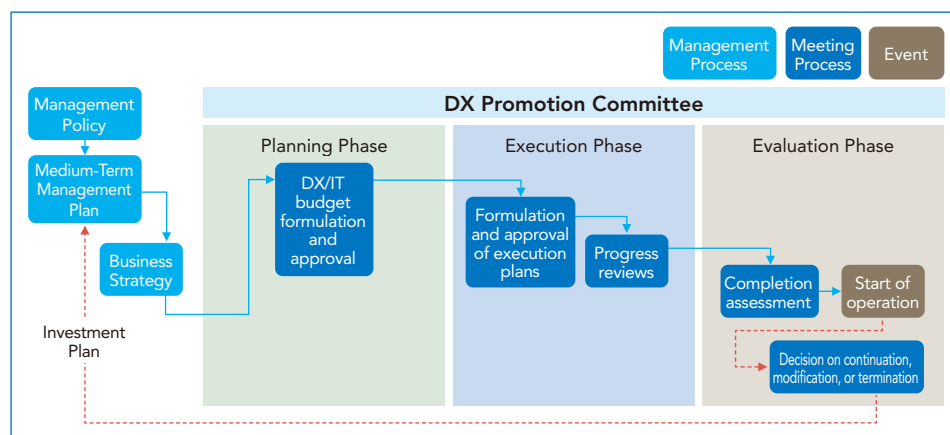 Management
Process
Meeting
Process
Event
DX Promotion Committee
Management
Policy
Medium-Term
Management
Plan
Business
Strategy
Investment
Plan
Planning Phase
DX/IT
budget
formulation
and
approval
Execution Phase
Formulation
and approval
of execution
plans
Progress
reviews
Evaluation Phase
Completion
assessment
Start of
operation
Decision on continuation,
modification, or termination